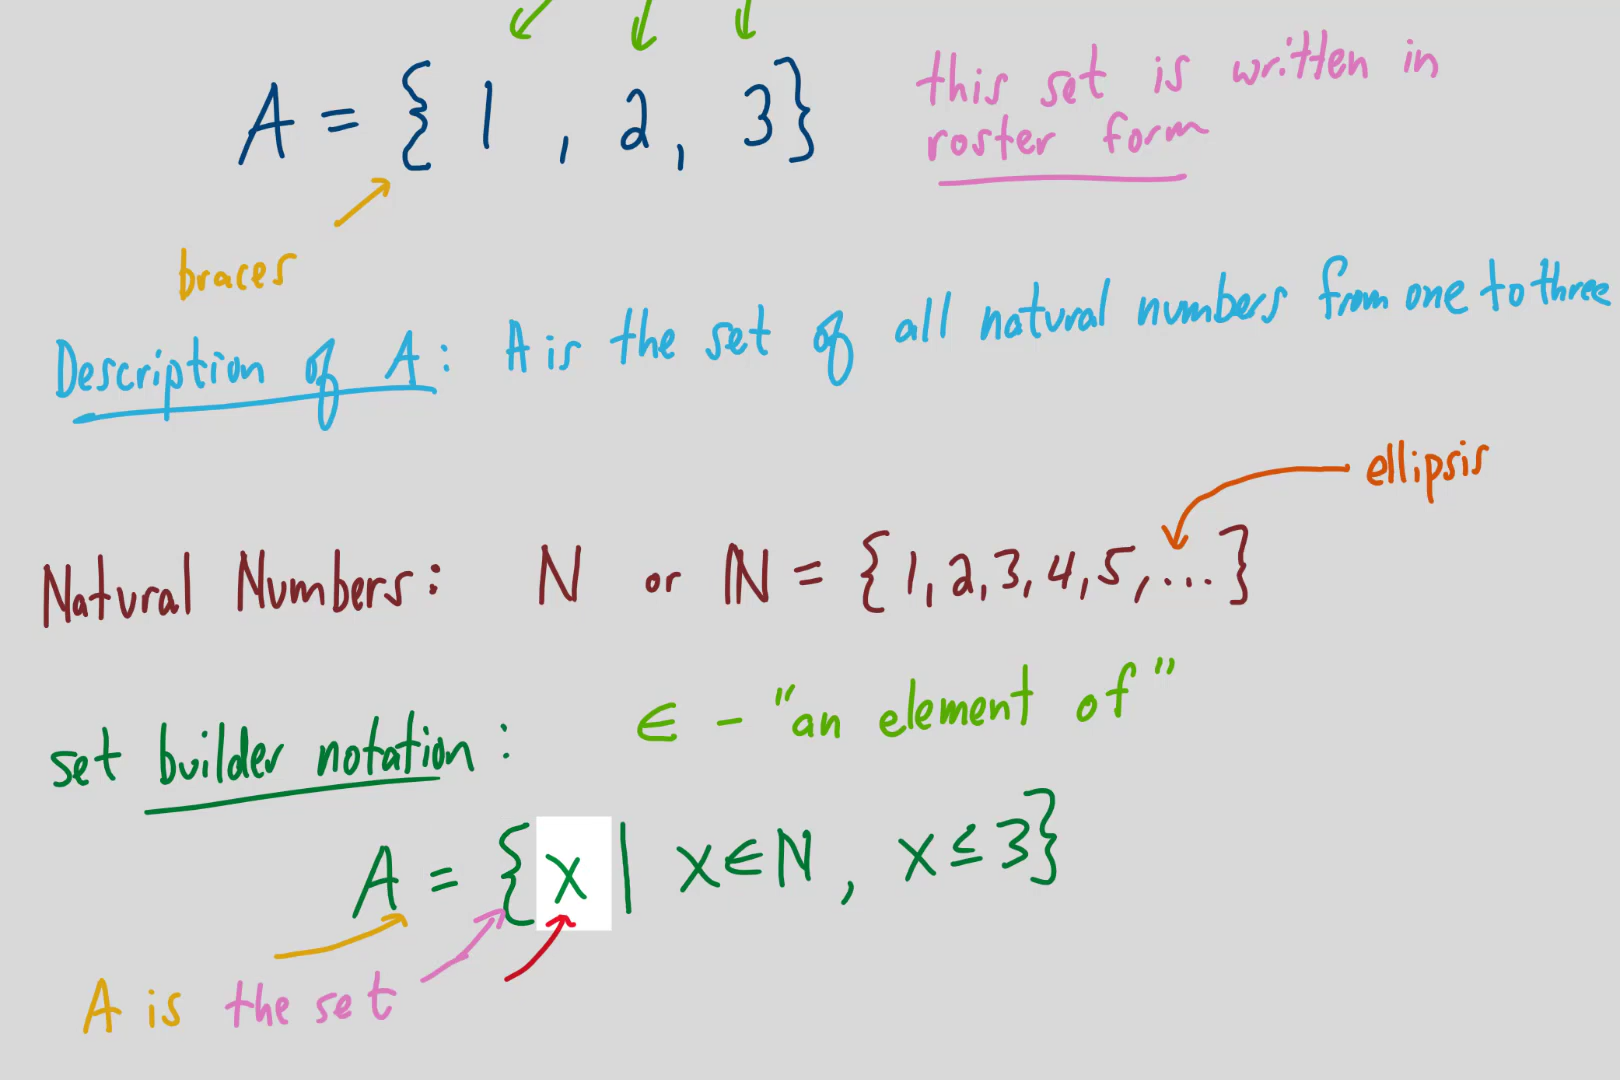 A = { 1 , 2, 3}
this set is written in
roster form
braces
Description of A: A is the set of all natural numbers from one to three
ellipsis
Natural Numbers: N or ℕ = {1, 2, 3, 4, 5, ... }
∈ - "an element of"
set builder notation:
A = {x | x∈N, x≤3}
A is the set